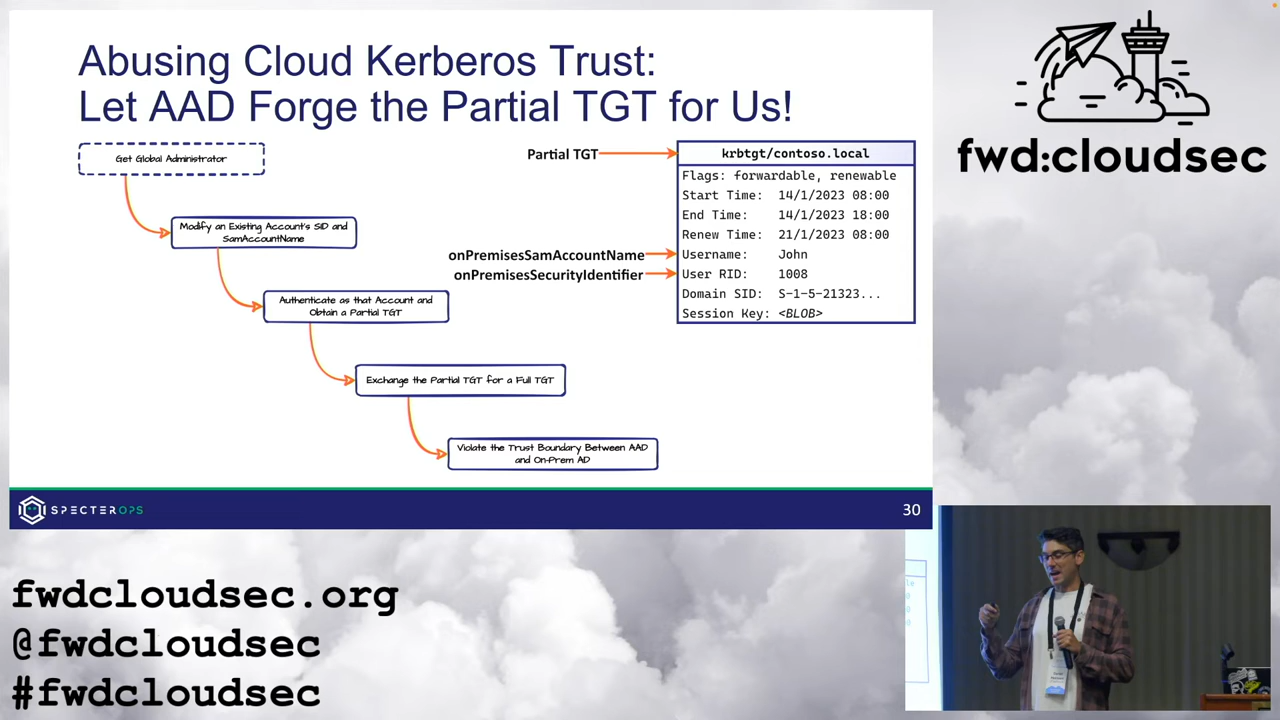 Abusing Cloud Kerberos Trust:
Let AAD Forge the Partial TGT for Us!
Get Global Administrator
Modify an Existing Account's SID and
SamAccountName
Authenticate as that Account and
Obtain a Partial TGT
Exchange the Partial TGT for a Full TGT
Violate the Trust Boundary Between AAD
and On-Prem AD
Partial TGT
onPremisesSamAccountName
onPremisesSecurityIdentifier
krbtgt/contoso.local
Flags: forwardable, renewable
Start Time: 14/1/2023 08:00
End Time: 14/1/2023 18:00
Renew Time: 21/1/2023 08:00
Username: John
User RID: 1008
Domain SID: S-1-5-21323...
Session Key: <BLOB>
SPECTEROPS
30
fwd:cloudsec
fwdcloudsec.org
@fwdcloudsec
#fwdcloudsec